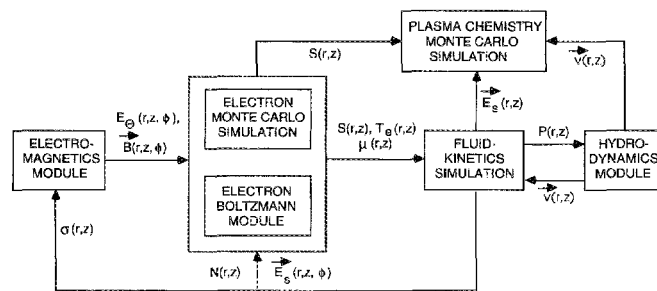 PLASMA CHEMISTRY
MONTE CARLO
SIMULATION
S(r,z)
v(r,z)
E_Θ(r,z,ϕ),
B(r,z,ϕ)
ELECTRON
MONTE CARLO
SIMULATION
E_s(r,z)
S(r,z), T_e(r,z)
μ(r,z)
P(r,z)
ELECTRO-
MAGNETICS
MODULE
FLUID-
KINETICS
SIMULATION
HYDRO-
DYNAMICS
MODULE
ELECTRON
BOLTZMANN
MODULE
v(r,z)
σ(r,z)
N(r,z)
E_s(r,z,ϕ)